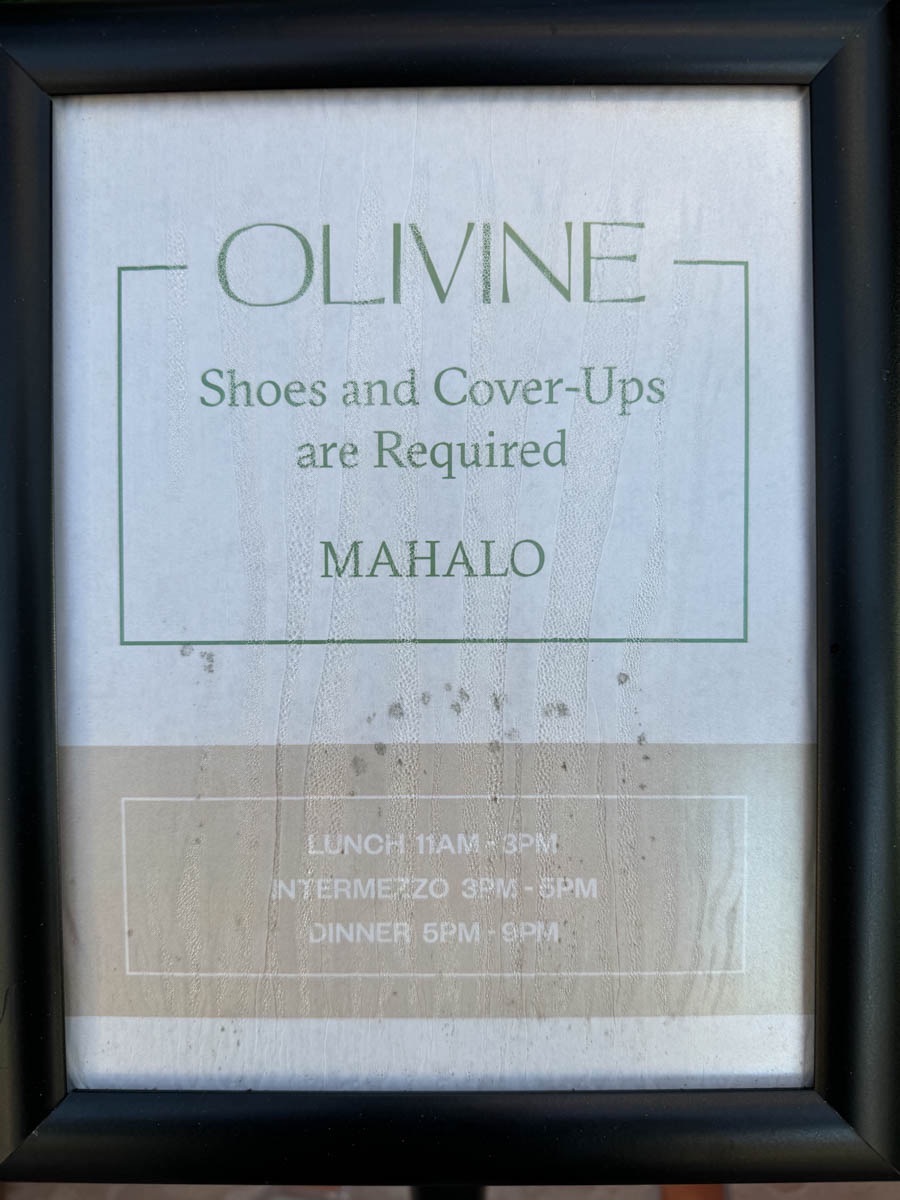 OLIVINE
Shoes and Cover-Ups
are Required
MAHALO
LUNCH 11AM - 3PM
INTERMEZZO 3PM - 5PM
DINNER 5PM - 9PM